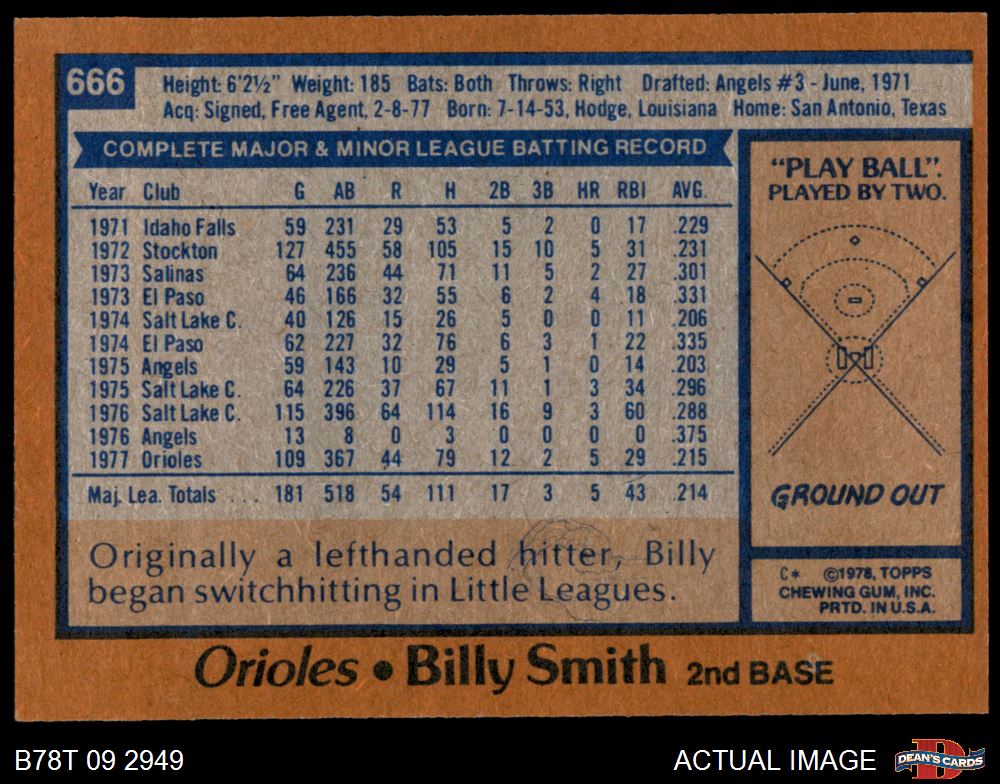 666
Height: 6'2½" Weight: 185 Bats: Both Throws: Right Drafted: Angels #3 - June, 1971
Acq: Signed, Free Agent, 2-8-77 Born: 7-14-53, Hodge, Louisiana Home: San Antonio, Texas
COMPLETE MAJOR & MINOR LEAGUE BATTING RECORD
Year Club G AB R H 2B 3B HR RBI AVG.
1971 Idaho Falls 59 231 29 53 5 2 0 17 .229
1972 Stockton 127 455 58 105 15 10 5 31 .231
1973 Salinas 64 236 44 71 11 5 2 27 .301
1973 El Paso 46 166 32 55 6 2 4 18 .331
1974 Salt Lake C. 40 126 15 26 5 0 0 11 .206
1974 El Paso 62 227 32 76 6 3 1 22 .335
1975 Angels 59 143 10 29 5 1 0 14 .203
1975 Salt Lake C. 64 226 37 67 11 1 3 34 .296
1976 Salt Lake C. 115 396 64 114 16 9 3 60 .288
1976 Angels 13 8 0 3 0 0 0 0 .375
1977 Orioles 109 367 44 79 12 2 5 29 .215
Maj. Lea. Totals ... 181 518 54 111 17 3 5 43 .214
Originally a lefthanded hitter, Billy
began switchhitting in Little Leagues.
"PLAY BALL".
PLAYED BY TWO.
GROUND OUT
C* ©1978, TOPPS
CHEWING GUM, INC.
PRTD. IN U.S.A.
Orioles • Billy Smith 2nd BASE
B78T 09 2949
ACTUAL IMAGE
DEAN'S CARDS